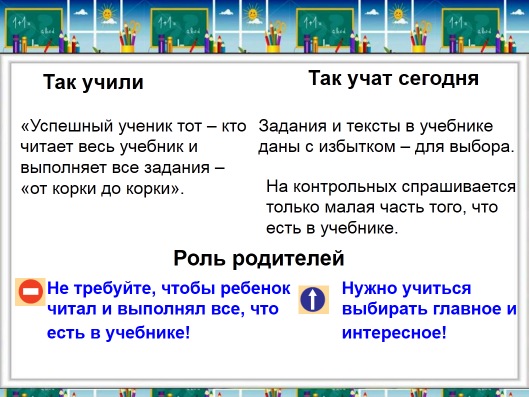 Так учили
Так учат сегодня
«Успешный ученик тот – кто
читает весь учебник и
выполняет все задания –
«от корки до корки».
Задания и тексты в учебнике
даны с избытком – для выбора.
На контрольных спрашивается
только малая часть того, что
есть в учебнике.
Роль родителей
Не требуйте, чтобы ребенок
читал и выполнял все, что
есть в учебнике!
Нужно учиться
выбирать главное и
интересное!